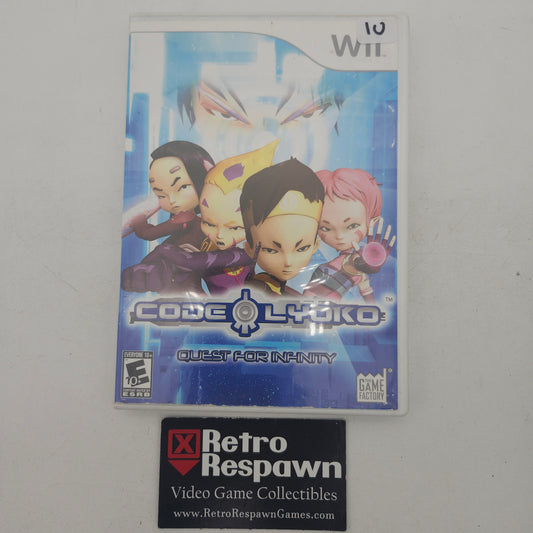 10
Wii
CODE LYOKO™
QUEST FOR INFINITY
EVERYONE 10+
E
10+
ESRB
THE
GAME
FACTORY
Retro
Respawn
Video Game Collectibles
www.RetroRespawnGames.com